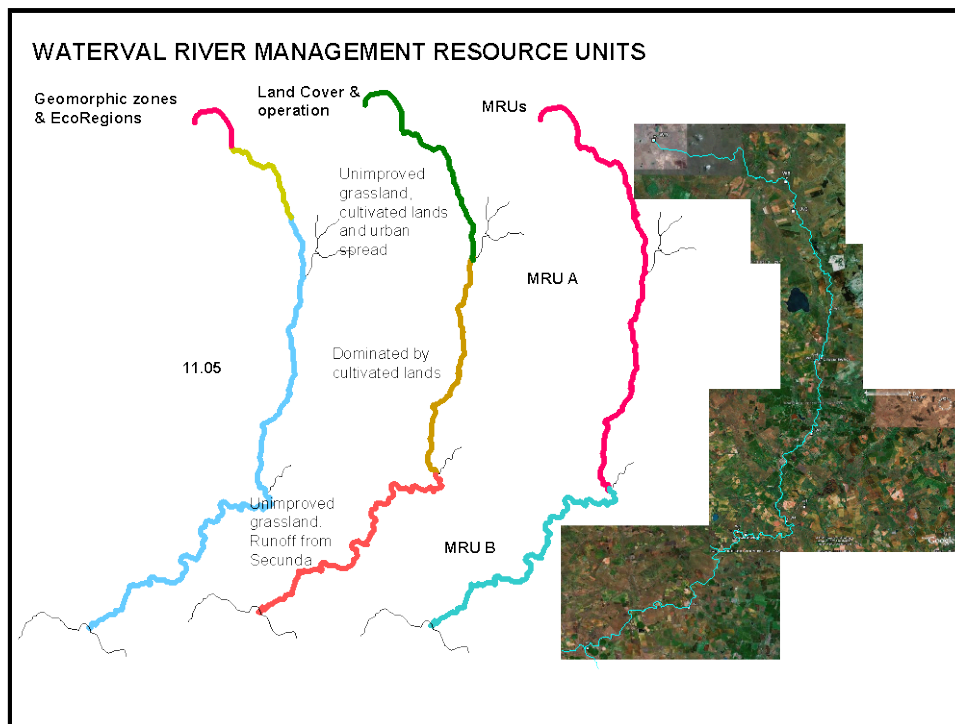 WATERVAL RIVER MANAGEMENT RESOURCE UNITS
Geomorphic zones
& EcoRegions
Land Cover &
operation
MRUs
Unimproved
grassland,
cultivated lands
and urban
spread
MRU A
11.05
Dominated by
cultivated lands
Unimproved
grassland.
Runoff from
Secunda
MRU B
Google